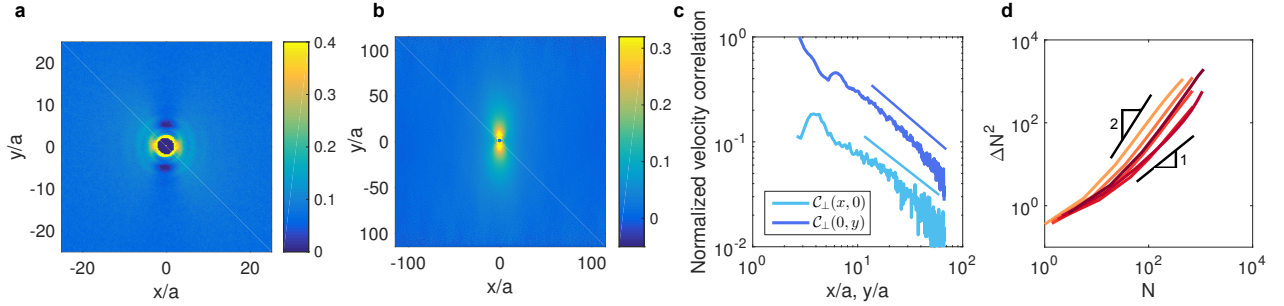 a
y/a
20
10
0
-10
-20
-20
0
20
x/a
0.4
0.3
0.2
0.1
0
b
y/a
100
50
0
-50
-100
-100
0
100
x/a
0.3
0.2
0.1
0
c
Normalized velocity correlation
10^0
10^-1
10^-2
C⊥(x, 0)
C⊥(0, y)
10^0
10^1
10^2
x/a, y/a
d
ΔN^2
10^4
10^2
10^0
2
1
10^0
10^2
10^4
N